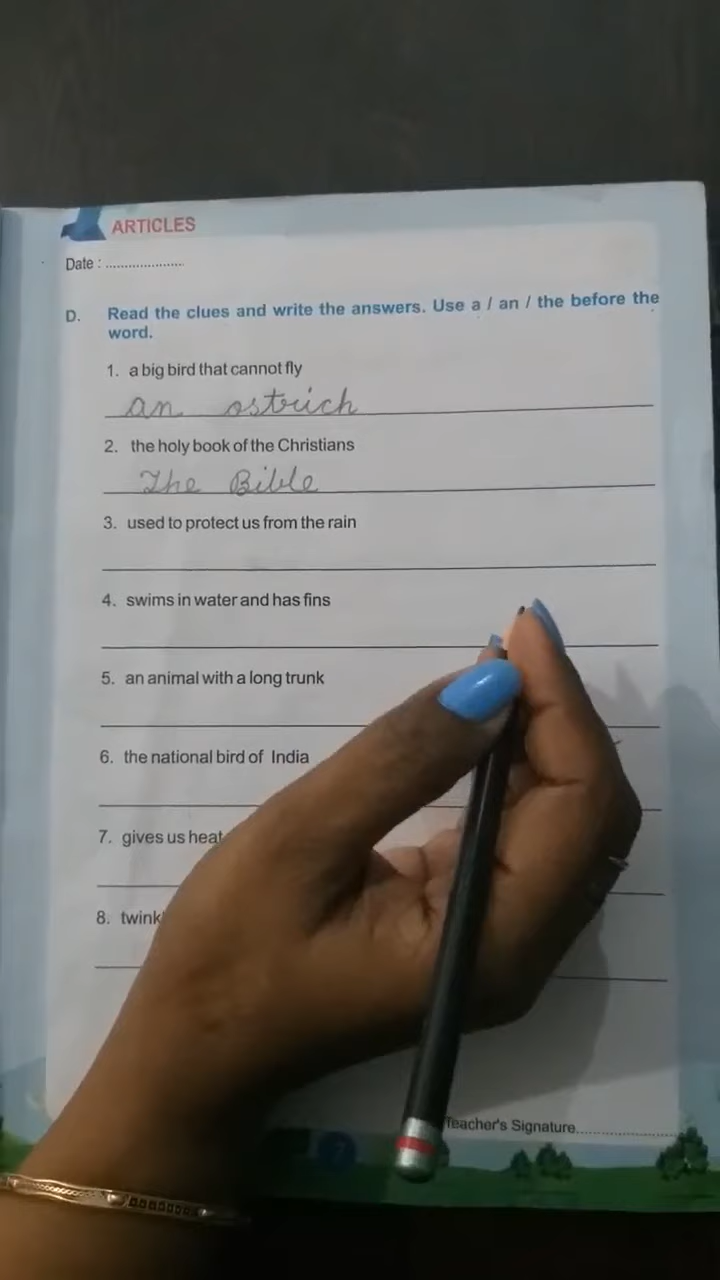 ARTICLES
Date : ....................
D. Read the clues and write the answers. Use a / an / the before the
word.
1. a big bird that cannot fly
an ostrich
2. the holy book of the Christians
The Bible
3. used to protect us from the rain
4. swims in water and has fins
5. an animal with a long trunk
6. the national bird of India
7. gives us heat
8.
Teacher's Signature....................